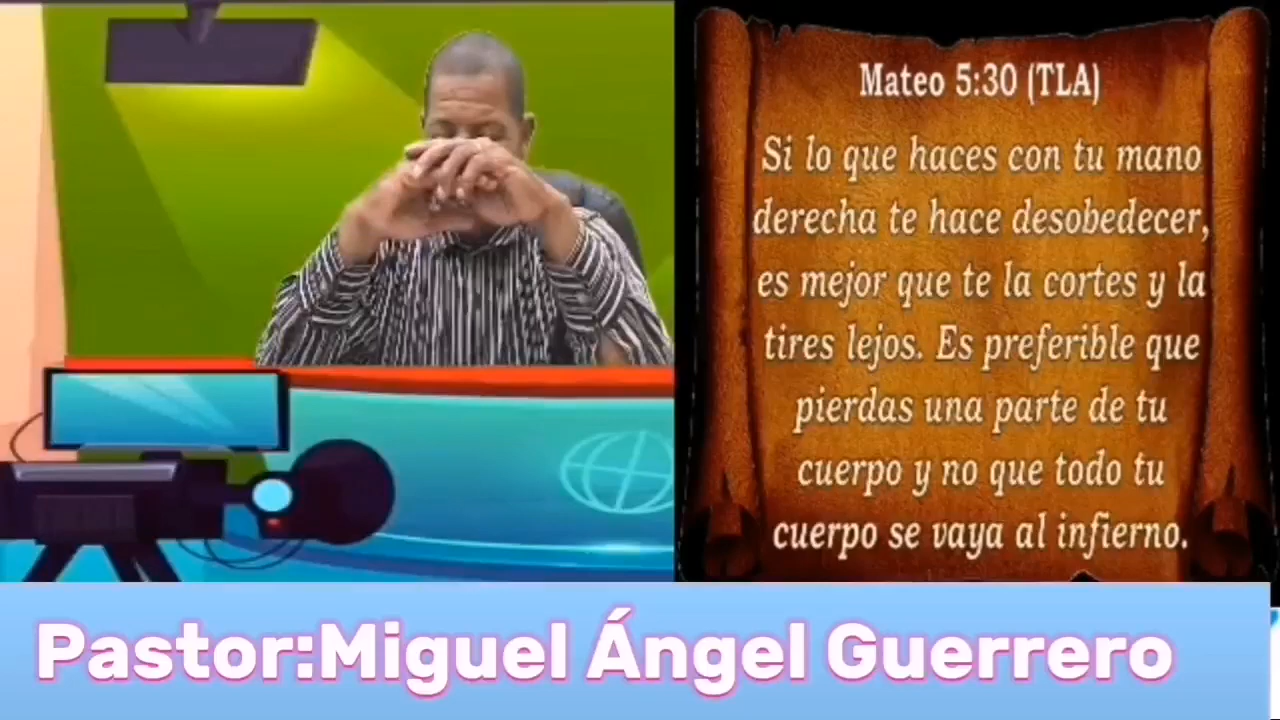 Mateo 5:30 (TLA)
Si lo que haces con tu mano
derecha te hace desobedecer,
es mejor que te la cortes y la
tires lejos. Es preferible que
pierdas una parte de tu
cuerpo y no que todo tu
cuerpo se vaya al infierno.
Pastor:Miguel Ángel Guerrero